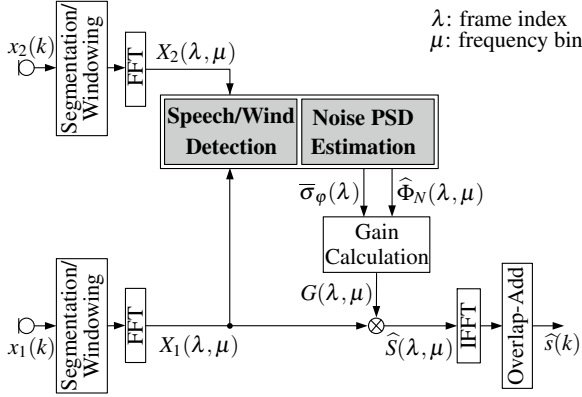 λ: frame index
μ: frequency bin
x₂(k)
Segmentation/
Windowing
FFT
X₂(λ, μ)
Speech/Wind
Detection
Noise PSD
Estimation
σ̅_φ(λ)
Φ̂_N(λ, μ)
Gain
Calculation
G(λ, μ)
x₁(k)
Segmentation/
Windowing
FFT
X₁(λ, μ)
Ŝ(λ, μ)
IFFT
Overlap-Add
ŝ(k)